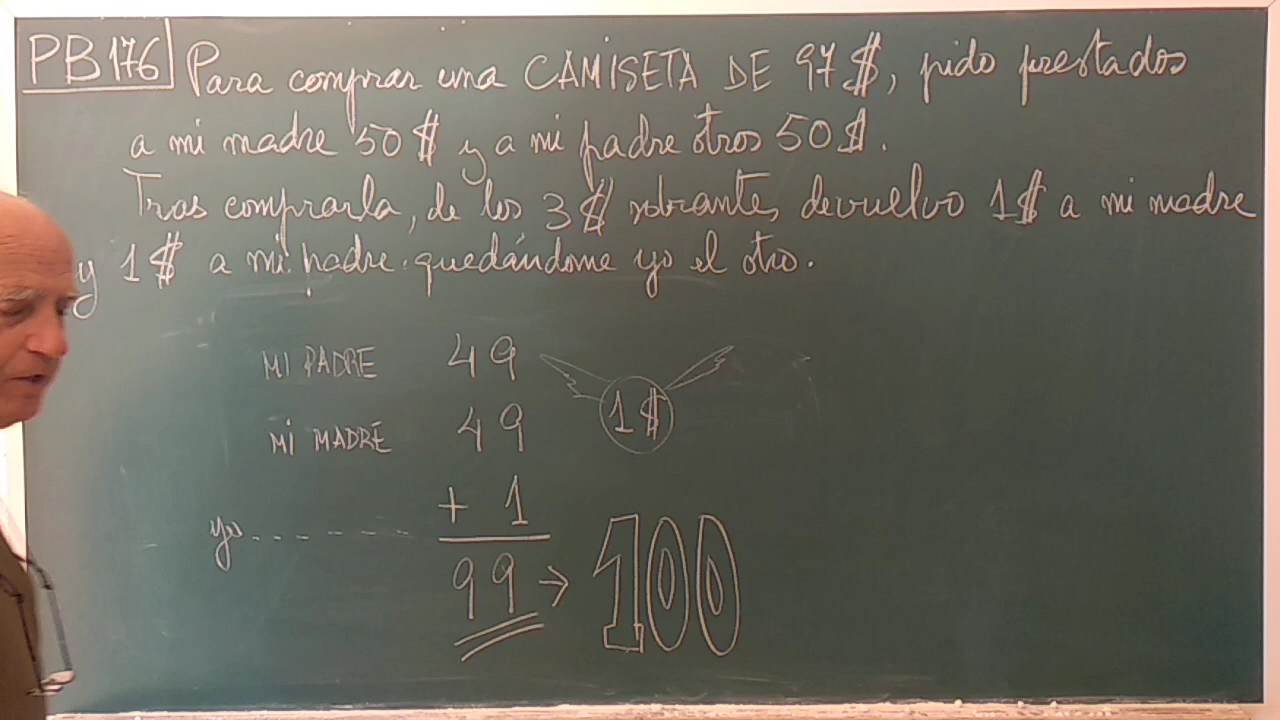 PB 176 Para comprar una CAMISETA DE 97$, pido prestados
a mi madre 50$ y a mi padre otros 50$.
Tras comprarla, de los 3$ sobrantes, devuelvo 1$ a mi madre
y 1$ a mi padre quedándome yo el otro.
MI PADRE 49
1$
MI MADRE 49
yo........ + 1
99 → 100